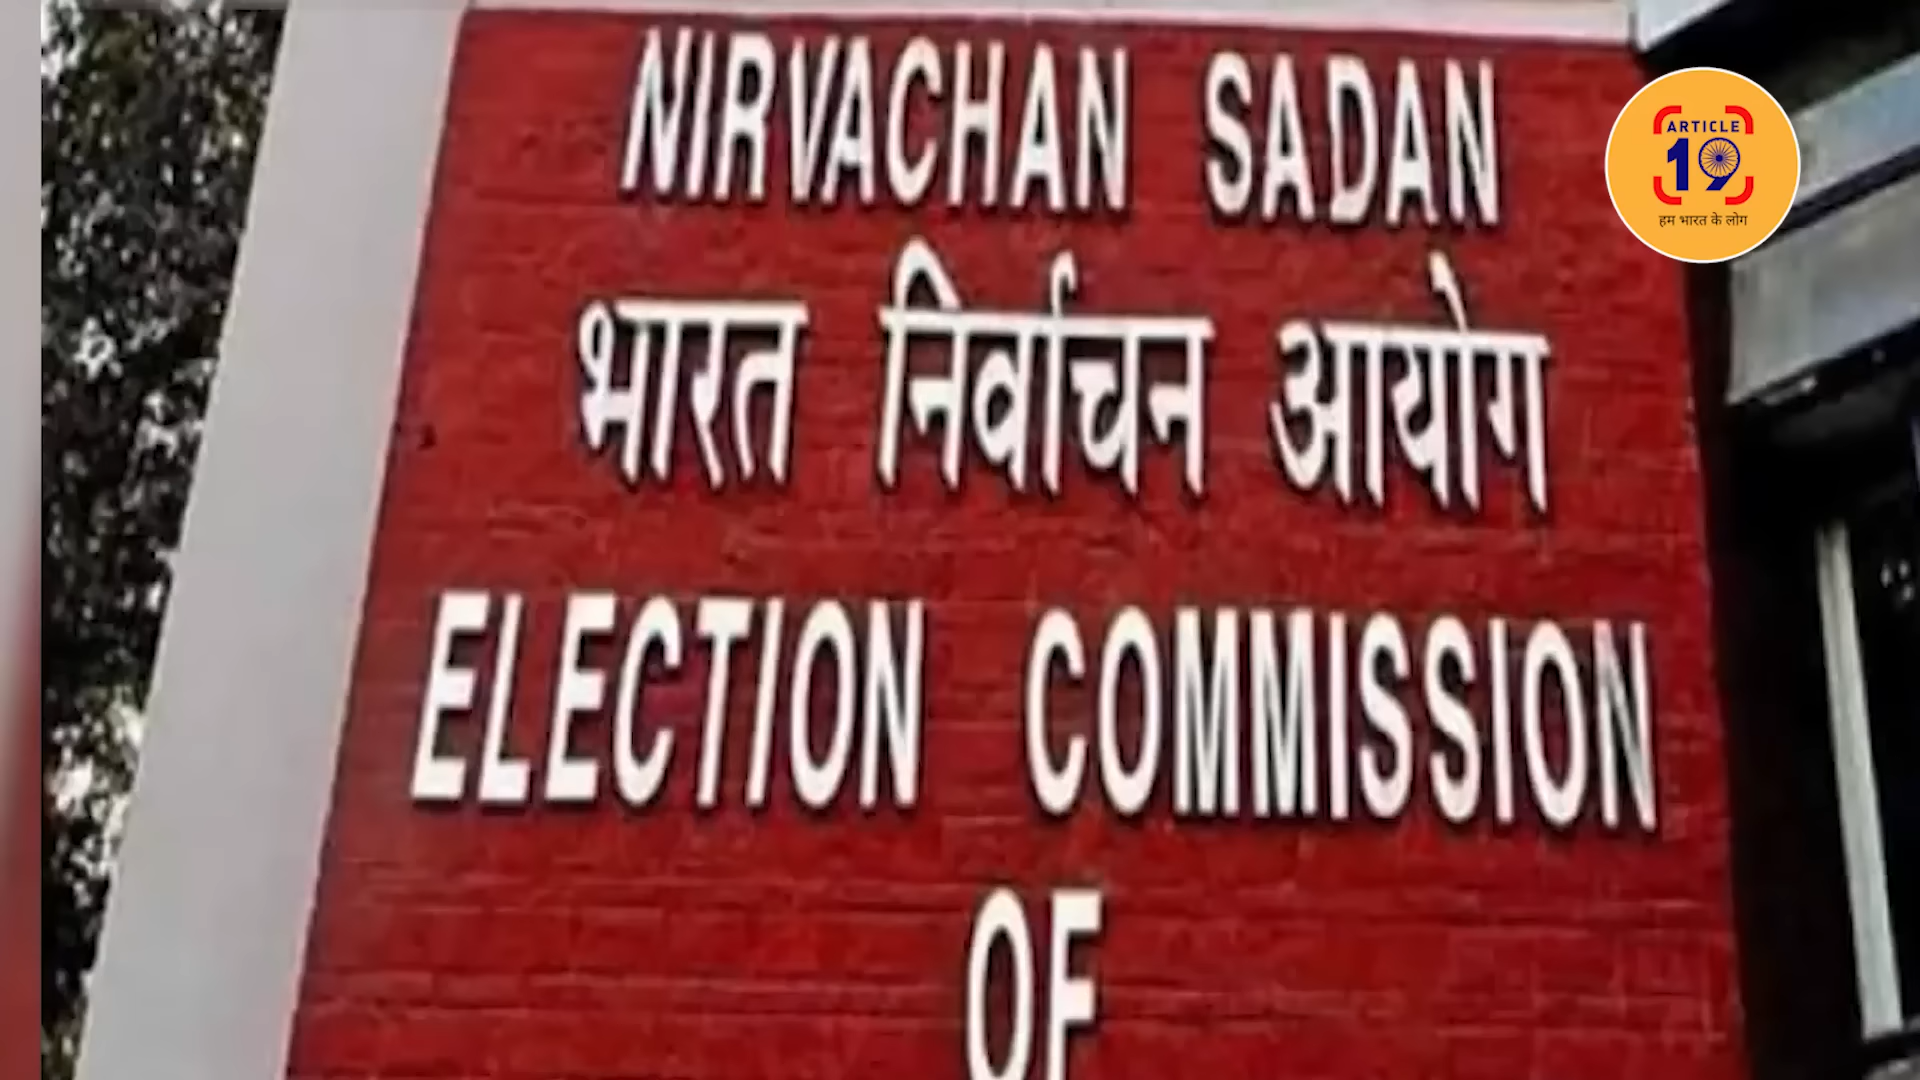 NIRVACHAN SADAN
भारत निर्वाचन आयोग
ELECTION COMMISSION
OF
ARTICLE
19
हम भारत के लोग